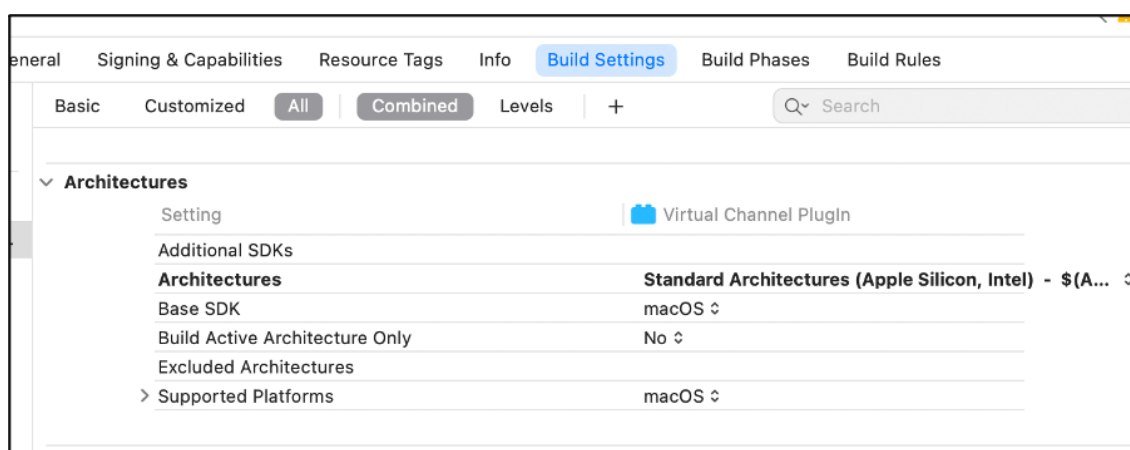 eneral Signing & Capabilities Resource Tags Info Build Settings Build Phases Build Rules
Basic Customized All Combined Levels + Search
Architectures
Setting Virtual Channel PlugIn
Additional SDKs
Architectures Standard Architectures (Apple Silicon, Intel) - $(A...
Base SDK macOS
Build Active Architecture Only No
Excluded Architectures
Supported Platforms macOS